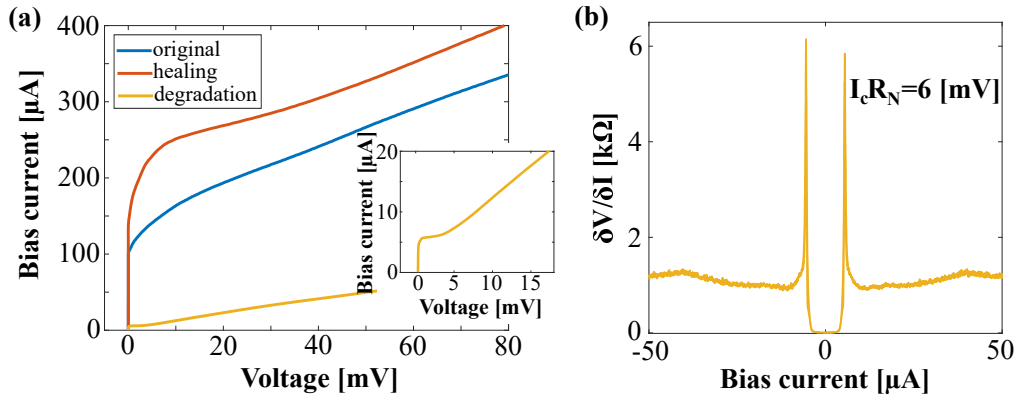 (a)
Bias current [µA]
400
300
200
100
0
original
healing
degradation
0
20
40
60
80
Voltage [mV]
Bias current [µA]
20
10
0
0
5
10
15
Voltage [mV]
(b)
δV/δI [kΩ]
6
4
2
0
I_cR_N=6 [mV]
-50
0
50
Bias current [µA]